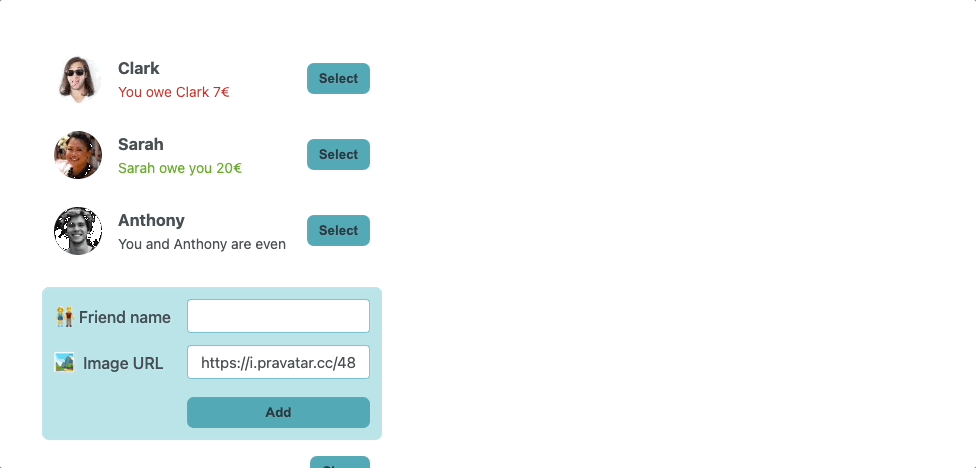 Clark
You owe Clark 7€
Select
Sarah
Sarah owe you 20€
Select
Anthony
You and Anthony are even
Select
Friend name
Image URL
https://i.pravatar.cc/48
Add